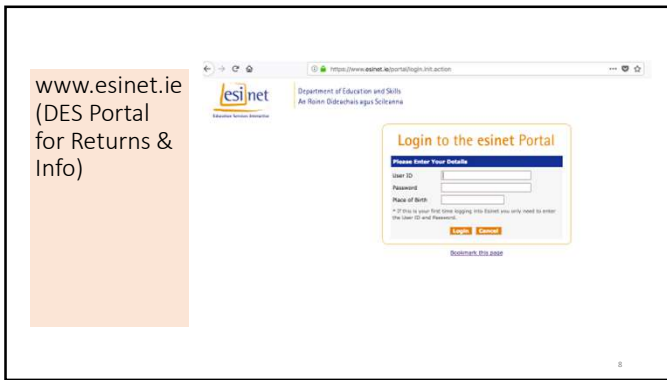 www.esinet.ie
(DES Portal
for Returns &
Info)
https://www.esinet.ie/portal/login.init.action
esinet
Education Services Interactive
Department of Education and Skills
An Roinn Oideachais agus Scileanna
Login to the esinet Portal
Please Enter Your Details
User ID
Password
Place of Birth
* If this is your first time logging into Esinet you only need to enter
the User ID and Password.
Login Cancel
Bookmark this page
8